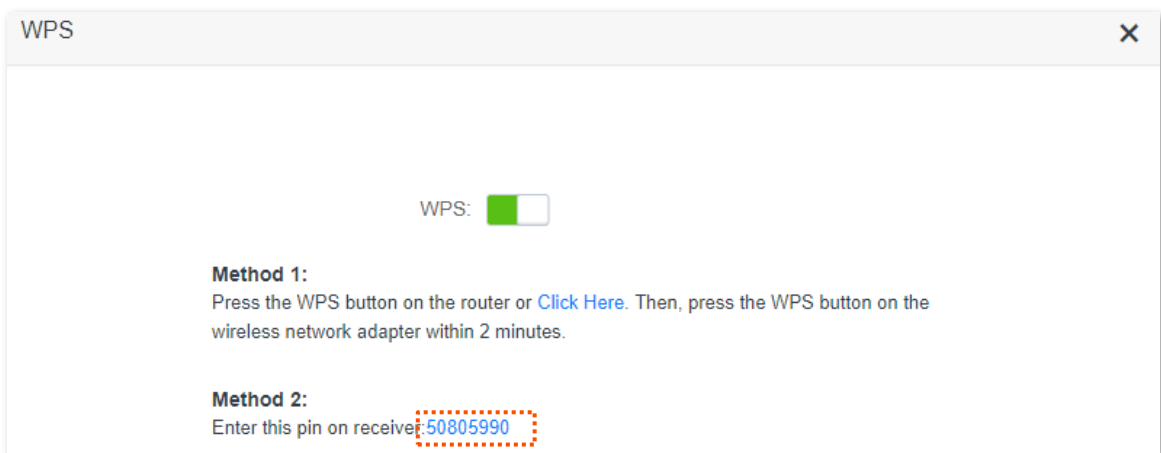 WPS
WPS:
Method 1:
Press the WPS button on the router or Click Here. Then, press the WPS button on the
wireless network adapter within 2 minutes.
Method 2:
Enter this pin on receiver:50805990